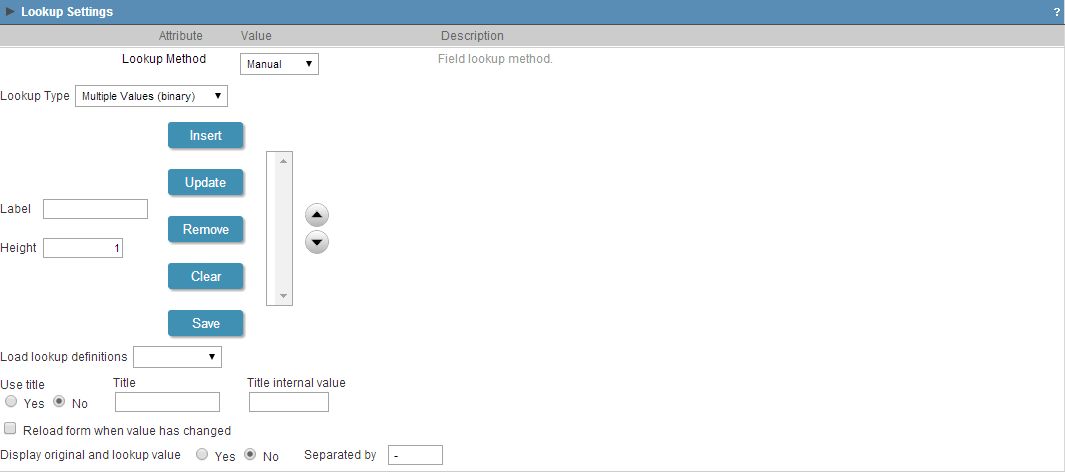 Lookup Settings ?
Attribute Value Description
Lookup Method Manual Field lookup method.
Lookup Type Multiple Values (binary)
Insert
Update
Label
Remove
Height 1
Clear
Save
Load lookup definitions
Use title Title Title internal value
Yes No
Reload form when value has changed
Display original and lookup value Yes No Separated by -